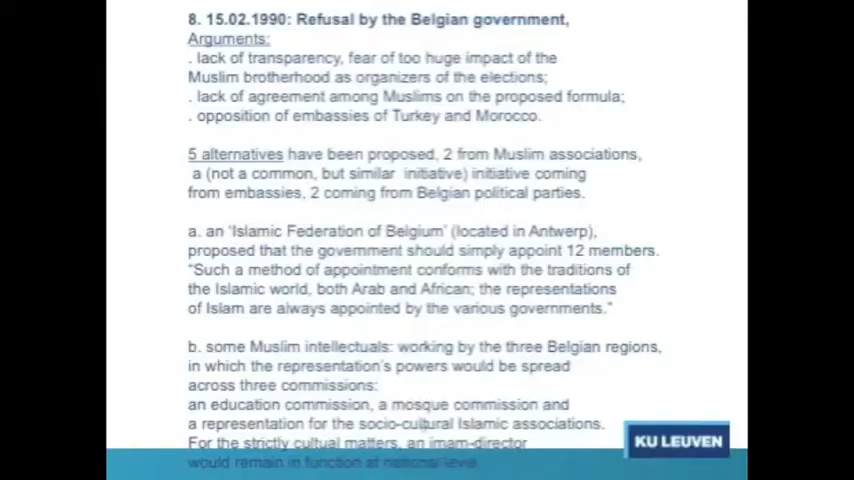 8. 15.02.1990: Refusal by the Belgian government,
Arguments:
. lack of transparency, fear of too huge impact of the
Muslim brotherhood as organizers of the elections;
. lack of agreement among Muslims on the proposed formula;
. opposition of embassies of Turkey and Morocco.
5 alternatives have been proposed, 2 from Muslim associations,
a (not a common, but similar initiative) initiative coming
from embassies, 2 coming from Belgian political parties.
a. an 'Islamic Federation of Belgium' (located in Antwerp),
proposed that the government should simply appoint 12 members.
"Such a method of appointment conforms with the traditions of
the Islamic world, both Arab and African; the representations
of Islam are always appointed by the various governments."
b. some Muslim intellectuals: working by the three Belgian regions,
in which the representation's powers would be spread
across three commissions:
an education commission, a mosque commission and
a representation for the socio-cultural Islamic associations.
For the strictly cultual matters, an imam-director
would remain in function at national level.
KU LEUVEN